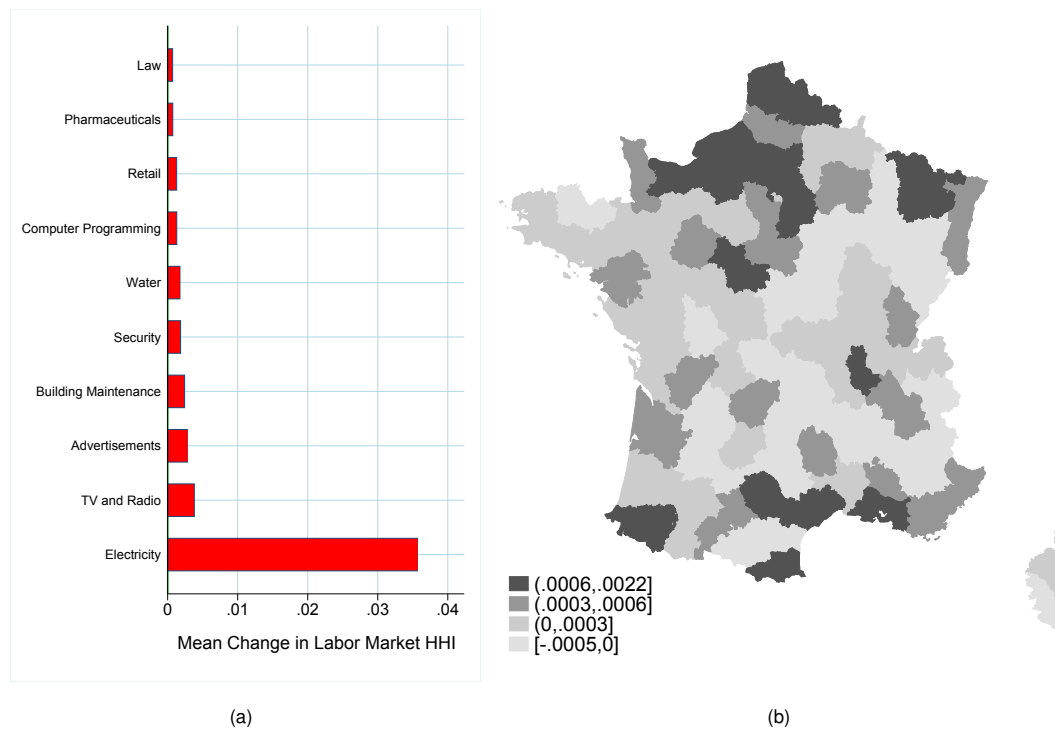 Law
Pharmaceuticals
Retail
Computer Programming
Water
Security
Building Maintenance
Advertisements
TV and Radio
Electricity
0 .01 .02 .03 .04
Mean Change in Labor Market HHI
(a)
(.0006,.0022]
(.0003,.0006]
(0,.0003]
[-.0005,0]
(b)